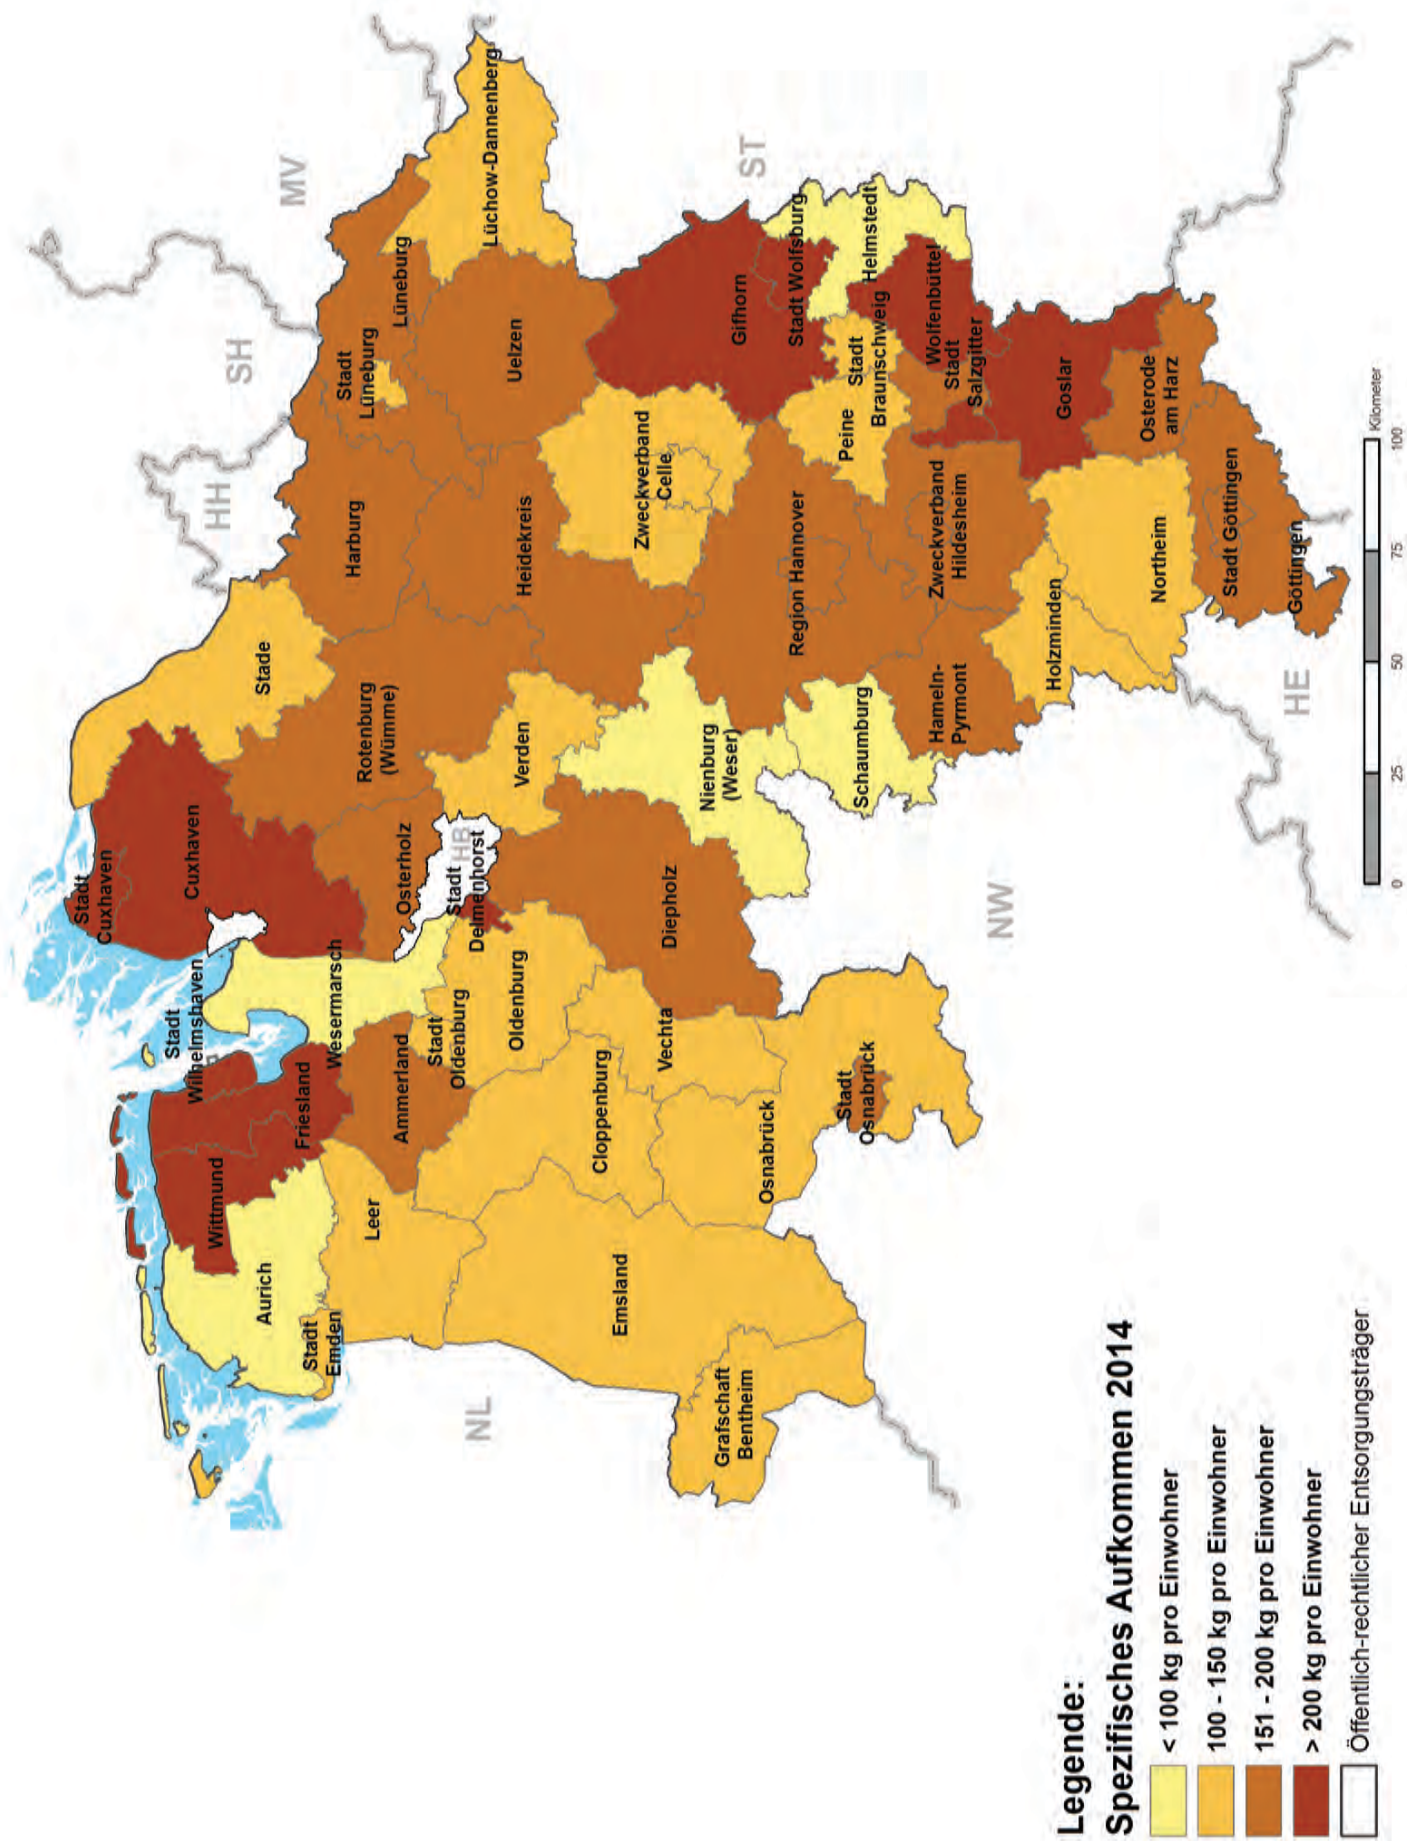 MV
SH
HH
ST
NL
NW
HE
HB
Stadt
Cuxhaven
Cuxhaven
Stade
Stadt
Wilhelmshaven
Wittmund
Friesland
Aurich
Stadt
Emden
Leer
Wesermarsch
Ammerland
Stadt
Oldenburg
Oldenburg
Osterholz
Stadt
Delmenhorst
Rotenburg
(Wümme)
Harburg
Stadt
Lüneburg
Lüneburg
Lüchow-Dannenberg
Uelzen
Heidekreis
Verden
Cloppenburg
Vechta
Diepholz
Emsland
Grafschaft
Bentheim
Osnabrück
Stadt
Osnabrück
Nienburg
(Weser)
Zweckverband
Celle
Gifhorn
Stadt Wolfsburg
Region Hannover
Schaumburg
Peine
Stadt
Braunschweig
Helmstedt
Wolfenbüttel
Stadt
Salzgitter
Zweckverband
Hildesheim
Hameln-
Pyrmont
Holzminden
Northeim
Goslar
Osterode
am Harz
Stadt Göttingen
Göttingen
Legende:
Spezifisches Aufkommen 2014
< 100 kg pro Einwohner
100 - 150 kg pro Einwohner
151 - 200 kg pro Einwohner
> 200 kg pro Einwohner
Öffentlich-rechtlicher Entsorgungsträger
0 25 50 75 100
Kilometer